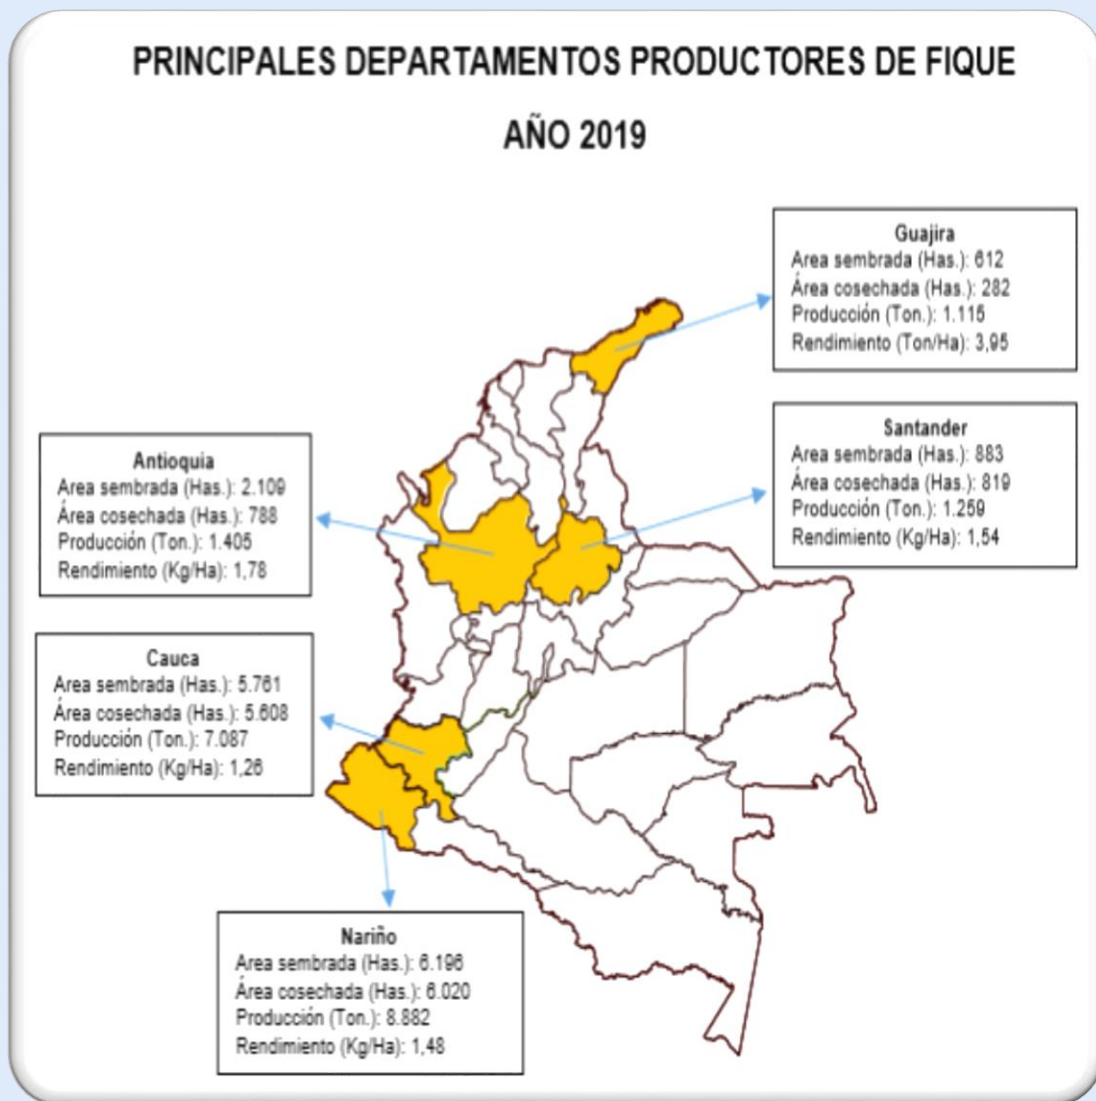 PRINCIPALES DEPARTAMENTOS PRODUCTORES DE FIQUE
AÑO 2019
Guajira
Area sembrada (Has.): 612
Área cosechada (Has.): 282
Producción (Ton.): 1.115
Rendimiento (Ton/Ha): 3,95
Santander
Area sembrada (Has.): 883
Área cosechada (Has.): 819
Producción (Ton.): 1.259
Rendimiento (Kg/Ha): 1,54
Antioquia
Area sembrada (Has.): 2.109
Área cosechada (Has.): 788
Producción (Ton.): 1.405
Rendimiento (Kg/Ha): 1,78
Cauca
Area sembrada (Has.): 5.761
Área cosechada (Has.): 5.608
Producción (Ton.): 7.087
Rendimiento (Kg/Ha): 1,26
Nariño
Area sembrada (Has.): 6.196
Área cosechada (Has.): 6.020
Producción (Ton.): 8.882
Rendimiento (Kg/Ha): 1,48